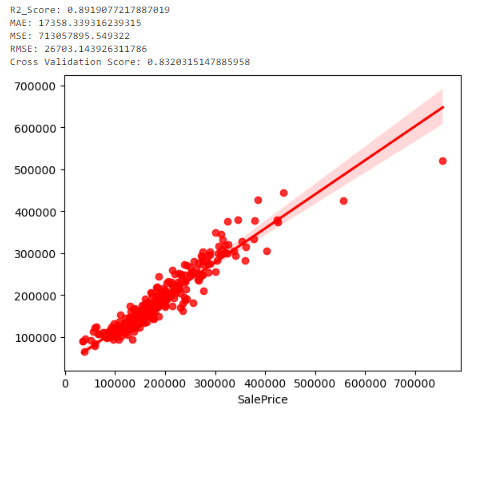 R2_Score: 0.8919077217887019
MAE: 17358.339316239315
MSE: 713057895.549322
RMSE: 26703.143926311786
Cross Validation Score: 0.8320315147885958
700000
600000
500000
400000
300000
200000
100000
0 100000 200000 300000 400000 500000 600000 700000
SalePrice